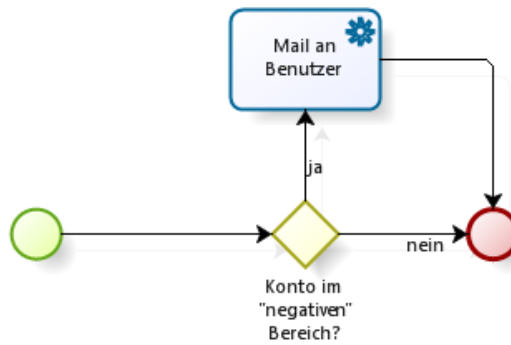 Mail an
Benutzer
ja
nein
Konto im
"negativen"
Bereich?